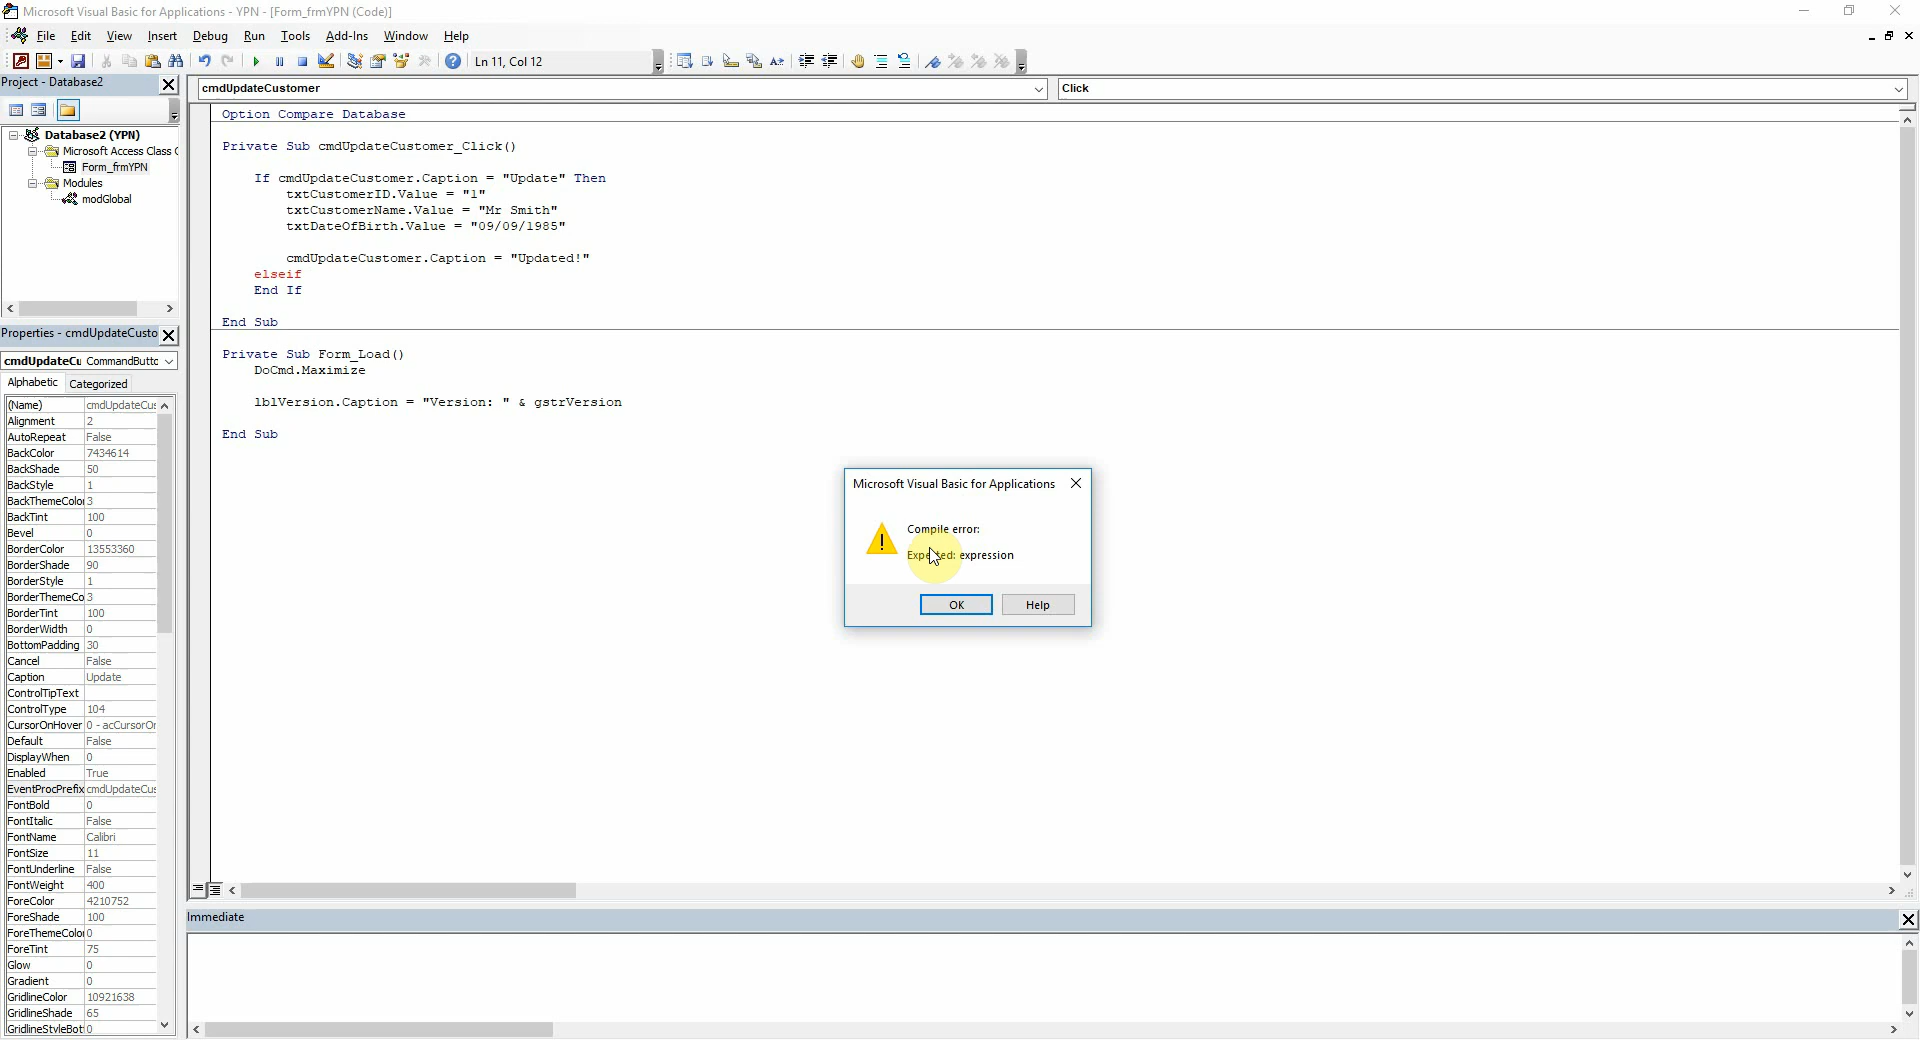 Microsoft Visual Basic for Applications - YPN - [Form_frmYPN (Code)]
File Edit View Insert Debug Run Tools Add-Ins Window Help
Ln 11, Col 12
Project - Database2
cmdUpdateCustomer
Click
Database2 (YPN)
Microsoft Access Class
Form_frmYPN
Modules
modGlobal
Option Compare Database
Private Sub cmdUpdateCustomer_Click()
If cmdUpdateCustomer.Caption = "Update" Then
txtCustomerID.Value = "1"
txtCustomerName.Value = "Mr Smith"
txtDateOfBirth.Value = "09/09/1985"
cmdUpdateCustomer.Caption = "Updated!"
elseif
End If
End Sub
Private Sub Form_Load()
DoCmd.Maximize
lblVersion.Caption = "Version: " & gstrVersion
End Sub
Properties - cmdUpdateCusto
cmdUpdateCu CommandButtc
Alphabetic Categorized
(Name) cmdUpdateCus
Alignment 2
AutoRepeat False
BackColor 7434614
BackShade 50
BackStyle 1
BackThemeColor 3
BackTint 100
Bevel 0
BorderColor 13553360
BorderShade 90
BorderStyle 1
BorderThemeCo 3
BorderTint 100
BorderWidth 0
BottomPadding 30
Cancel False
Caption Update
ControlTipText
ControlType 104
CursorOnHover 0 - acCursorOr
Default False
DisplayWhen 0
Enabled True
EventProcPrefix cmdUpdateCus
FontBold 0
FontItalic False
FontName Calibri
FontSize 11
FontUnderline False
FontWeight 400
ForeColor 4210752
ForeShade 100
ForeThemeColor 0
ForeTint 75
Glow 0
Gradient 0
GridlineColor 10921638
GridlineShade 65
GridlineStyleBott 0
Microsoft Visual Basic for Applications
Compile error:
Expected: expression
OK Help
Immediate